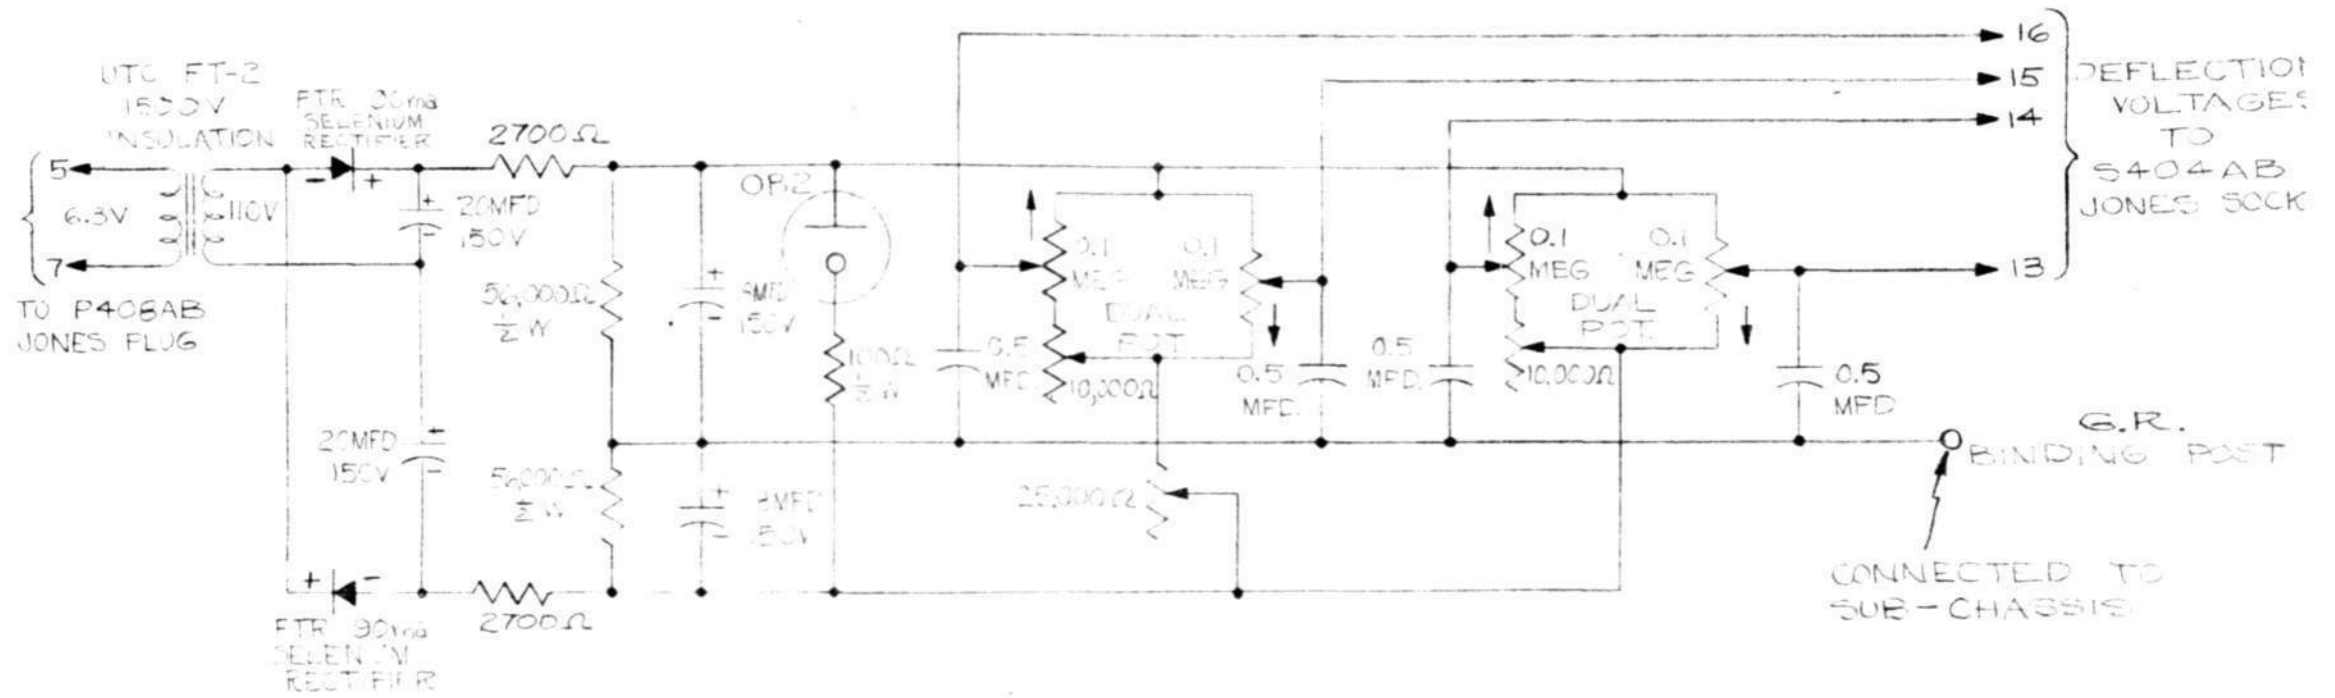 UTC FT-2
1500V
INSULATION
FTR 90ma
SELENIUM
RECTIFIER
2700Ω
5
6.3V
110V
7
TO P408AB
JONES PLUG
+
-
20MFD
150V
20MFD
150V
FTR 90ma
SELENIUM
RECTIFIER
2700Ω
56,000Ω
1/2 W
56,000Ω
1/2 W
8MFD
150V
8MFD
150V
OB2
100Ω
1/2 W
0.5
MFD.
0.1
MEG
0.1
MEG
DUAL
POT
10,000Ω
0.5
MFD.
25,000Ω
0.5
MFD.
0.1
MEG
0.1
MEG
DUAL
POT.
10,000Ω
0.5
MFD
16
15
14
13
DEFLECTION
VOLTAGES
TO
S404AB
JONES SOCK
G.R.
BINDING POST
CONNECTED TO
SUB-CHASSIS